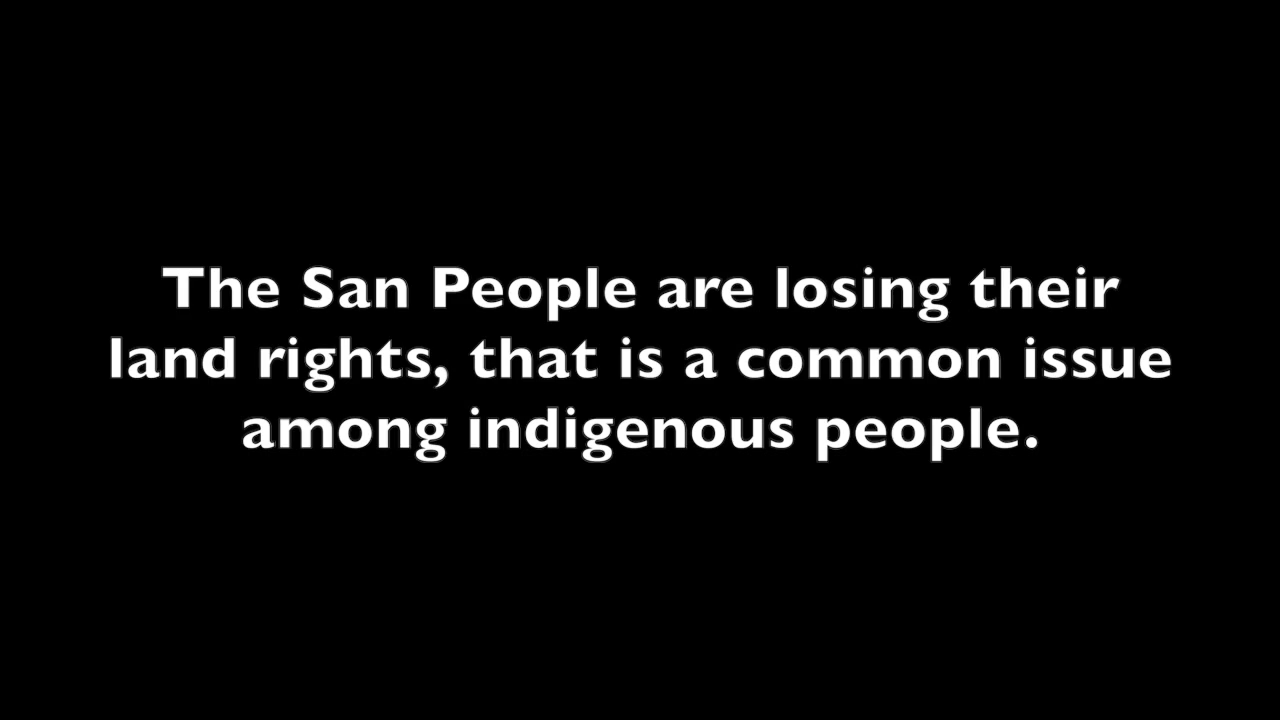 The San People are losing their
land rights, that is a common issue
among indigenous people.